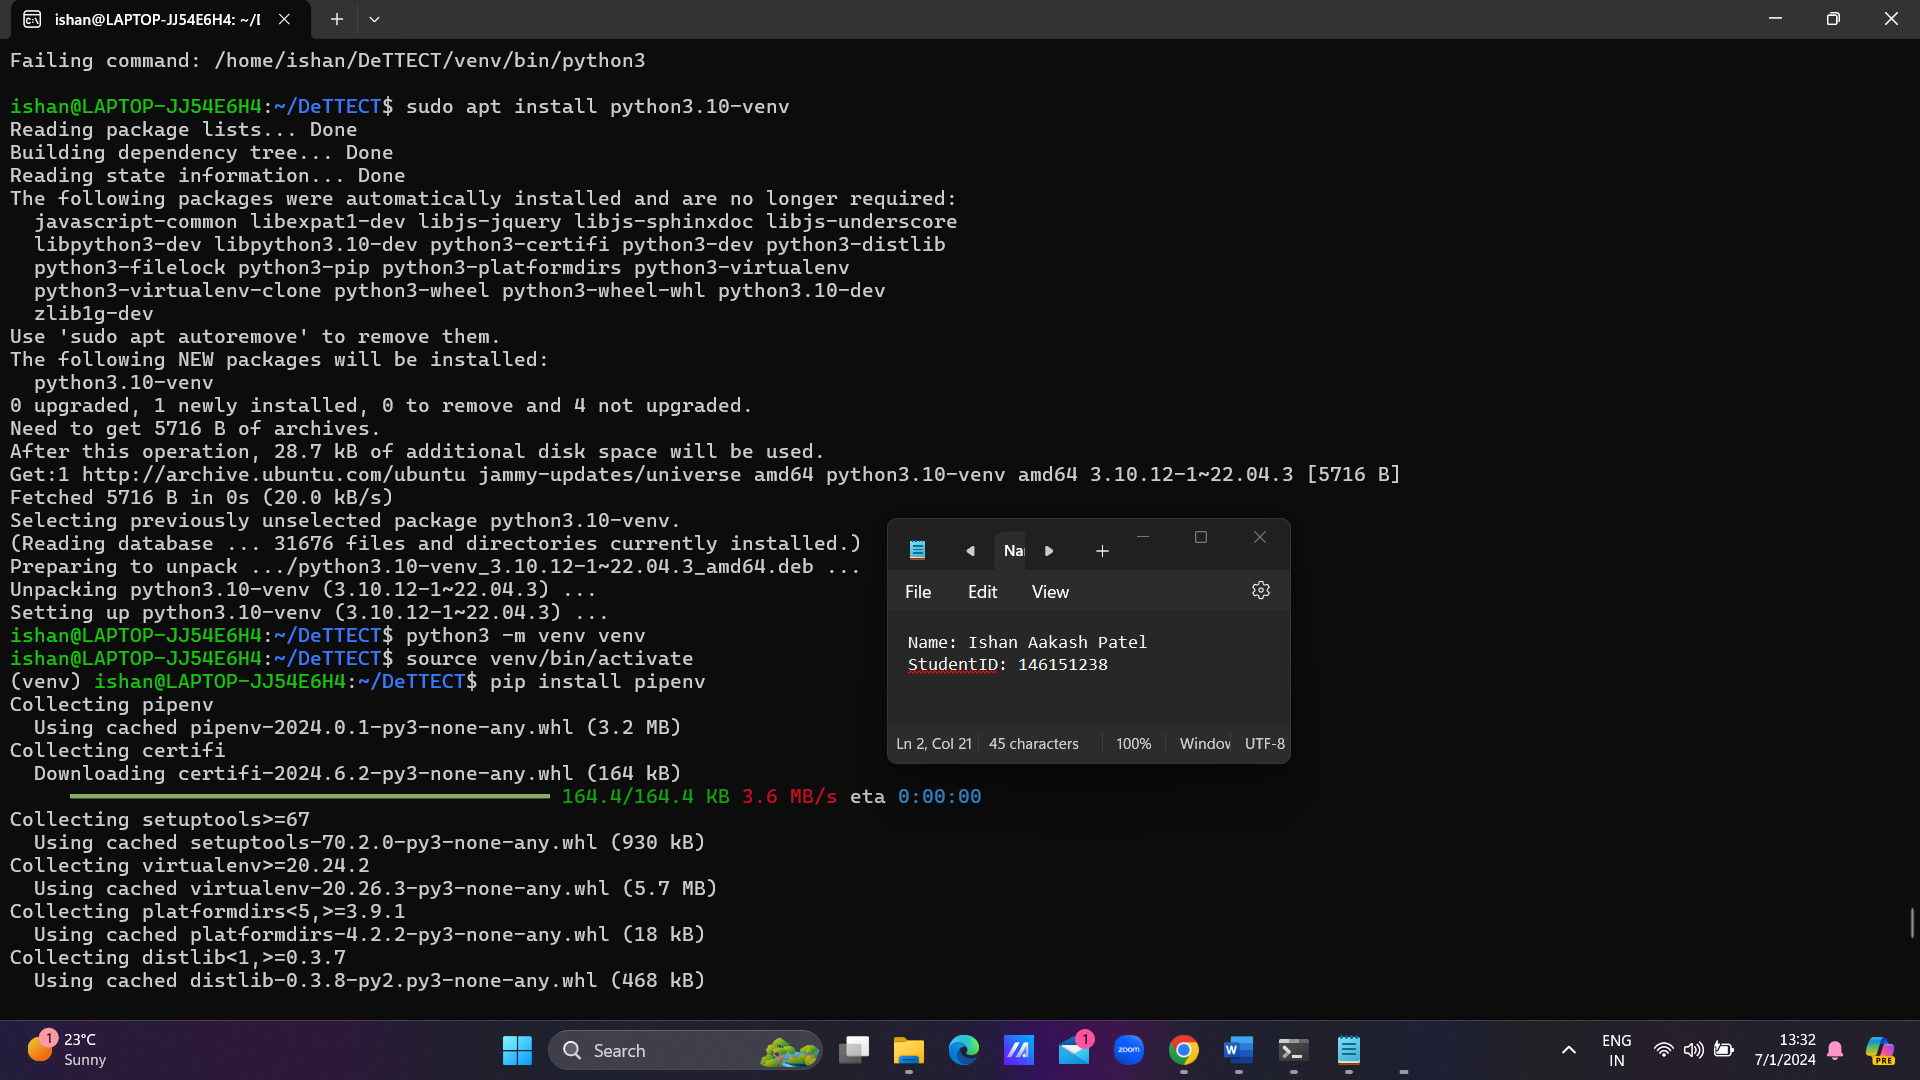 ishan@LAPTOP-JJ54E6H4: ~/
Failing command: /home/ishan/DeTTECT/venv/bin/python3
ishan@LAPTOP-JJ54E6H4:~/DeTTECT$ sudo apt install python3.10-venv
Reading package lists... Done
Building dependency tree... Done
Reading state information... Done
The following packages were automatically installed and are no longer required:
javascript-common libexpat1-dev libjs-jquery libjs-sphinxdoc libjs-underscore
libpython3-dev libpython3.10-dev python3-certifi python3-dev python3-distlib
python3-filelock python3-pip python3-platformdirs python3-virtualenv
python3-virtualenv-clone python3-wheel python3-wheel-whl python3.10-dev
zlib1g-dev
Use 'sudo apt autoremove' to remove them.
The following NEW packages will be installed:
python3.10-venv
0 upgraded, 1 newly installed, 0 to remove and 4 not upgraded.
Need to get 5716 B of archives.
After this operation, 28.7 kB of additional disk space will be used.
Get:1 http://archive.ubuntu.com/ubuntu jammy-updates/universe amd64 python3.10-venv amd64 3.10.12-1~22.04.3 [5716 B]
Fetched 5716 B in 0s (20.0 kB/s)
Selecting previously unselected package python3.10-venv.
(Reading database ... 31676 files and directories currently installed.)
Preparing to unpack .../python3.10-venv_3.10.12-1~22.04.3_amd64.deb ...
Unpacking python3.10-venv (3.10.12-1~22.04.3) ...
Setting up python3.10-venv (3.10.12-1~22.04.3) ...
ishan@LAPTOP-JJ54E6H4:~/DeTTECT$ python3 -m venv venv
ishan@LAPTOP-JJ54E6H4:~/DeTTECT$ source venv/bin/activate
(venv) ishan@LAPTOP-JJ54E6H4:~/DeTTECT$ pip install pipenv
Collecting pipenv
Using cached pipenv-2024.0.1-py3-none-any.whl (3.2 MB)
Collecting certifi
Downloading certifi-2024.6.2-py3-none-any.whl (164 kB)
164.4/164.4 KB 3.6 MB/s eta 0:00:00
Collecting setuptools>=67
Using cached setuptools-70.2.0-py3-none-any.whl (930 kB)
Collecting virtualenv>=20.24.2
Using cached virtualenv-20.26.3-py3-none-any.whl (5.7 MB)
Collecting platformdirs<5,>=3.9.1
Using cached platformdirs-4.2.2-py3-none-any.whl (18 kB)
Collecting distlib<1,>=0.3.7
Using cached distlib-0.3.8-py2.py3-none-any.whl (468 kB)
Na
File Edit View
Name: Ishan Aakash Patel
StudentID: 146151238
Ln 2, Col 21 45 characters 100% Window UTF-8
1
23°C
Sunny
Search
1
zoom
W
ENG
IN
13:32
7/1/2024
PRE